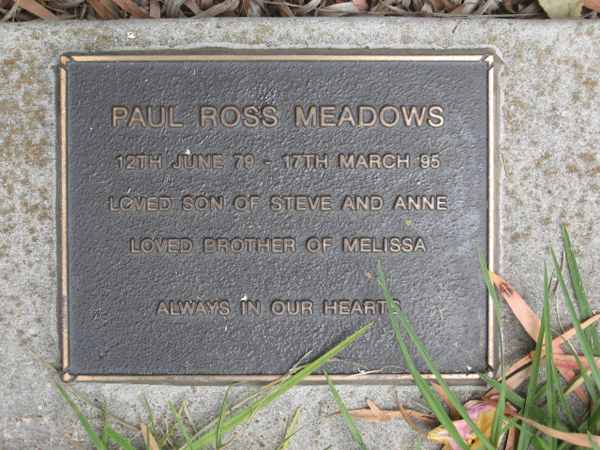 PAUL ROSS MEADOWS
12TH JUNE 79 - 17TH MARCH 95
LOVED SON OF STEVE AND ANNE
LOVED BROTHER OF MELISSA
ALWAYS IN OUR HEARTS